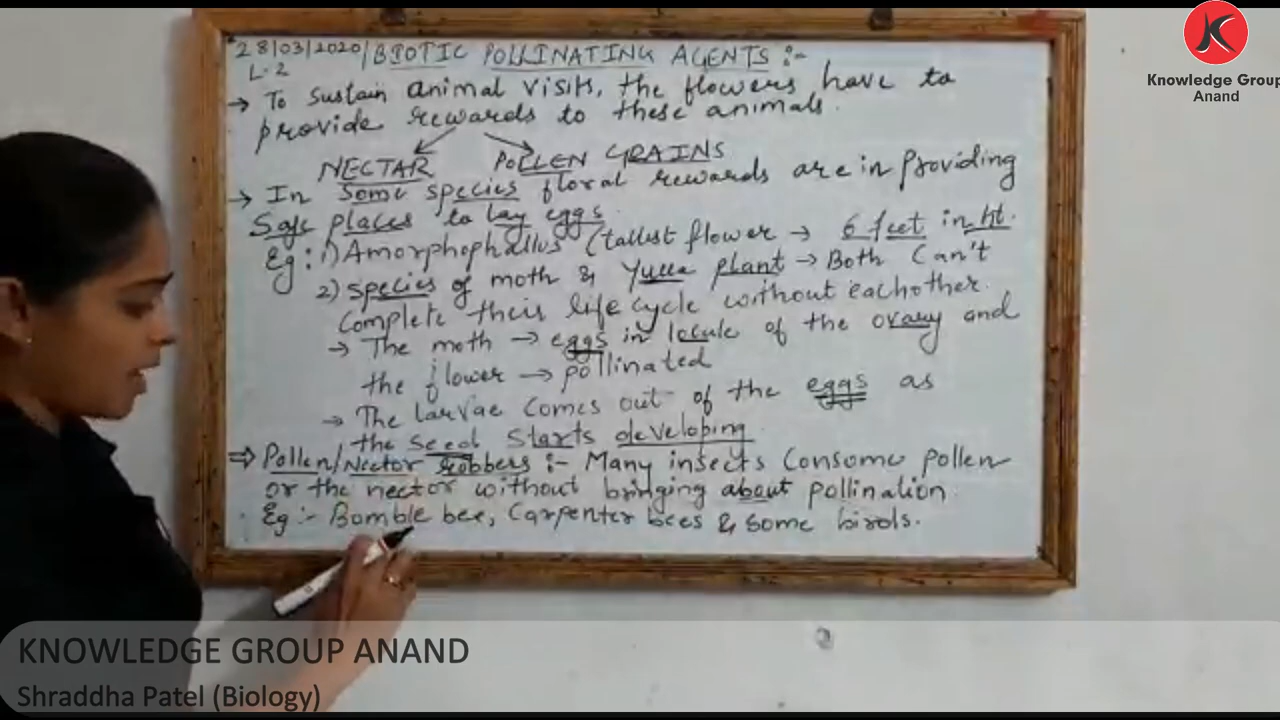 28/03/2020/BIOTIC POLLINATING AGENTS :-
L.2
→ To sustain animal visits, the flowers have to
provide rewards to these animals.
NECTAR POLLEN GRAINS
→ In some species floral rewards are in providing
Safe places to lay eggs.
Eg: 1) Amorphophallus (tallest flower → 6 feet in ht.
2) species of moth & Yucca plant → Both Can't
complete their life cycle without eachother.
→ The moth → eggs in locule of the ovary and
the flower → pollinated
→ The larvae comes out of the eggs as
the seed starts developing.
⇒ Pollen/Nector robbers :- Many insects Consome pollen
or the nector without bringing about pollination.
Eg :- Bomble bee, Carpenter bees & some birds.
K
Knowledge Group
Anand
KNOWLEDGE GROUP ANAND
Shraddha Patel (Biology)